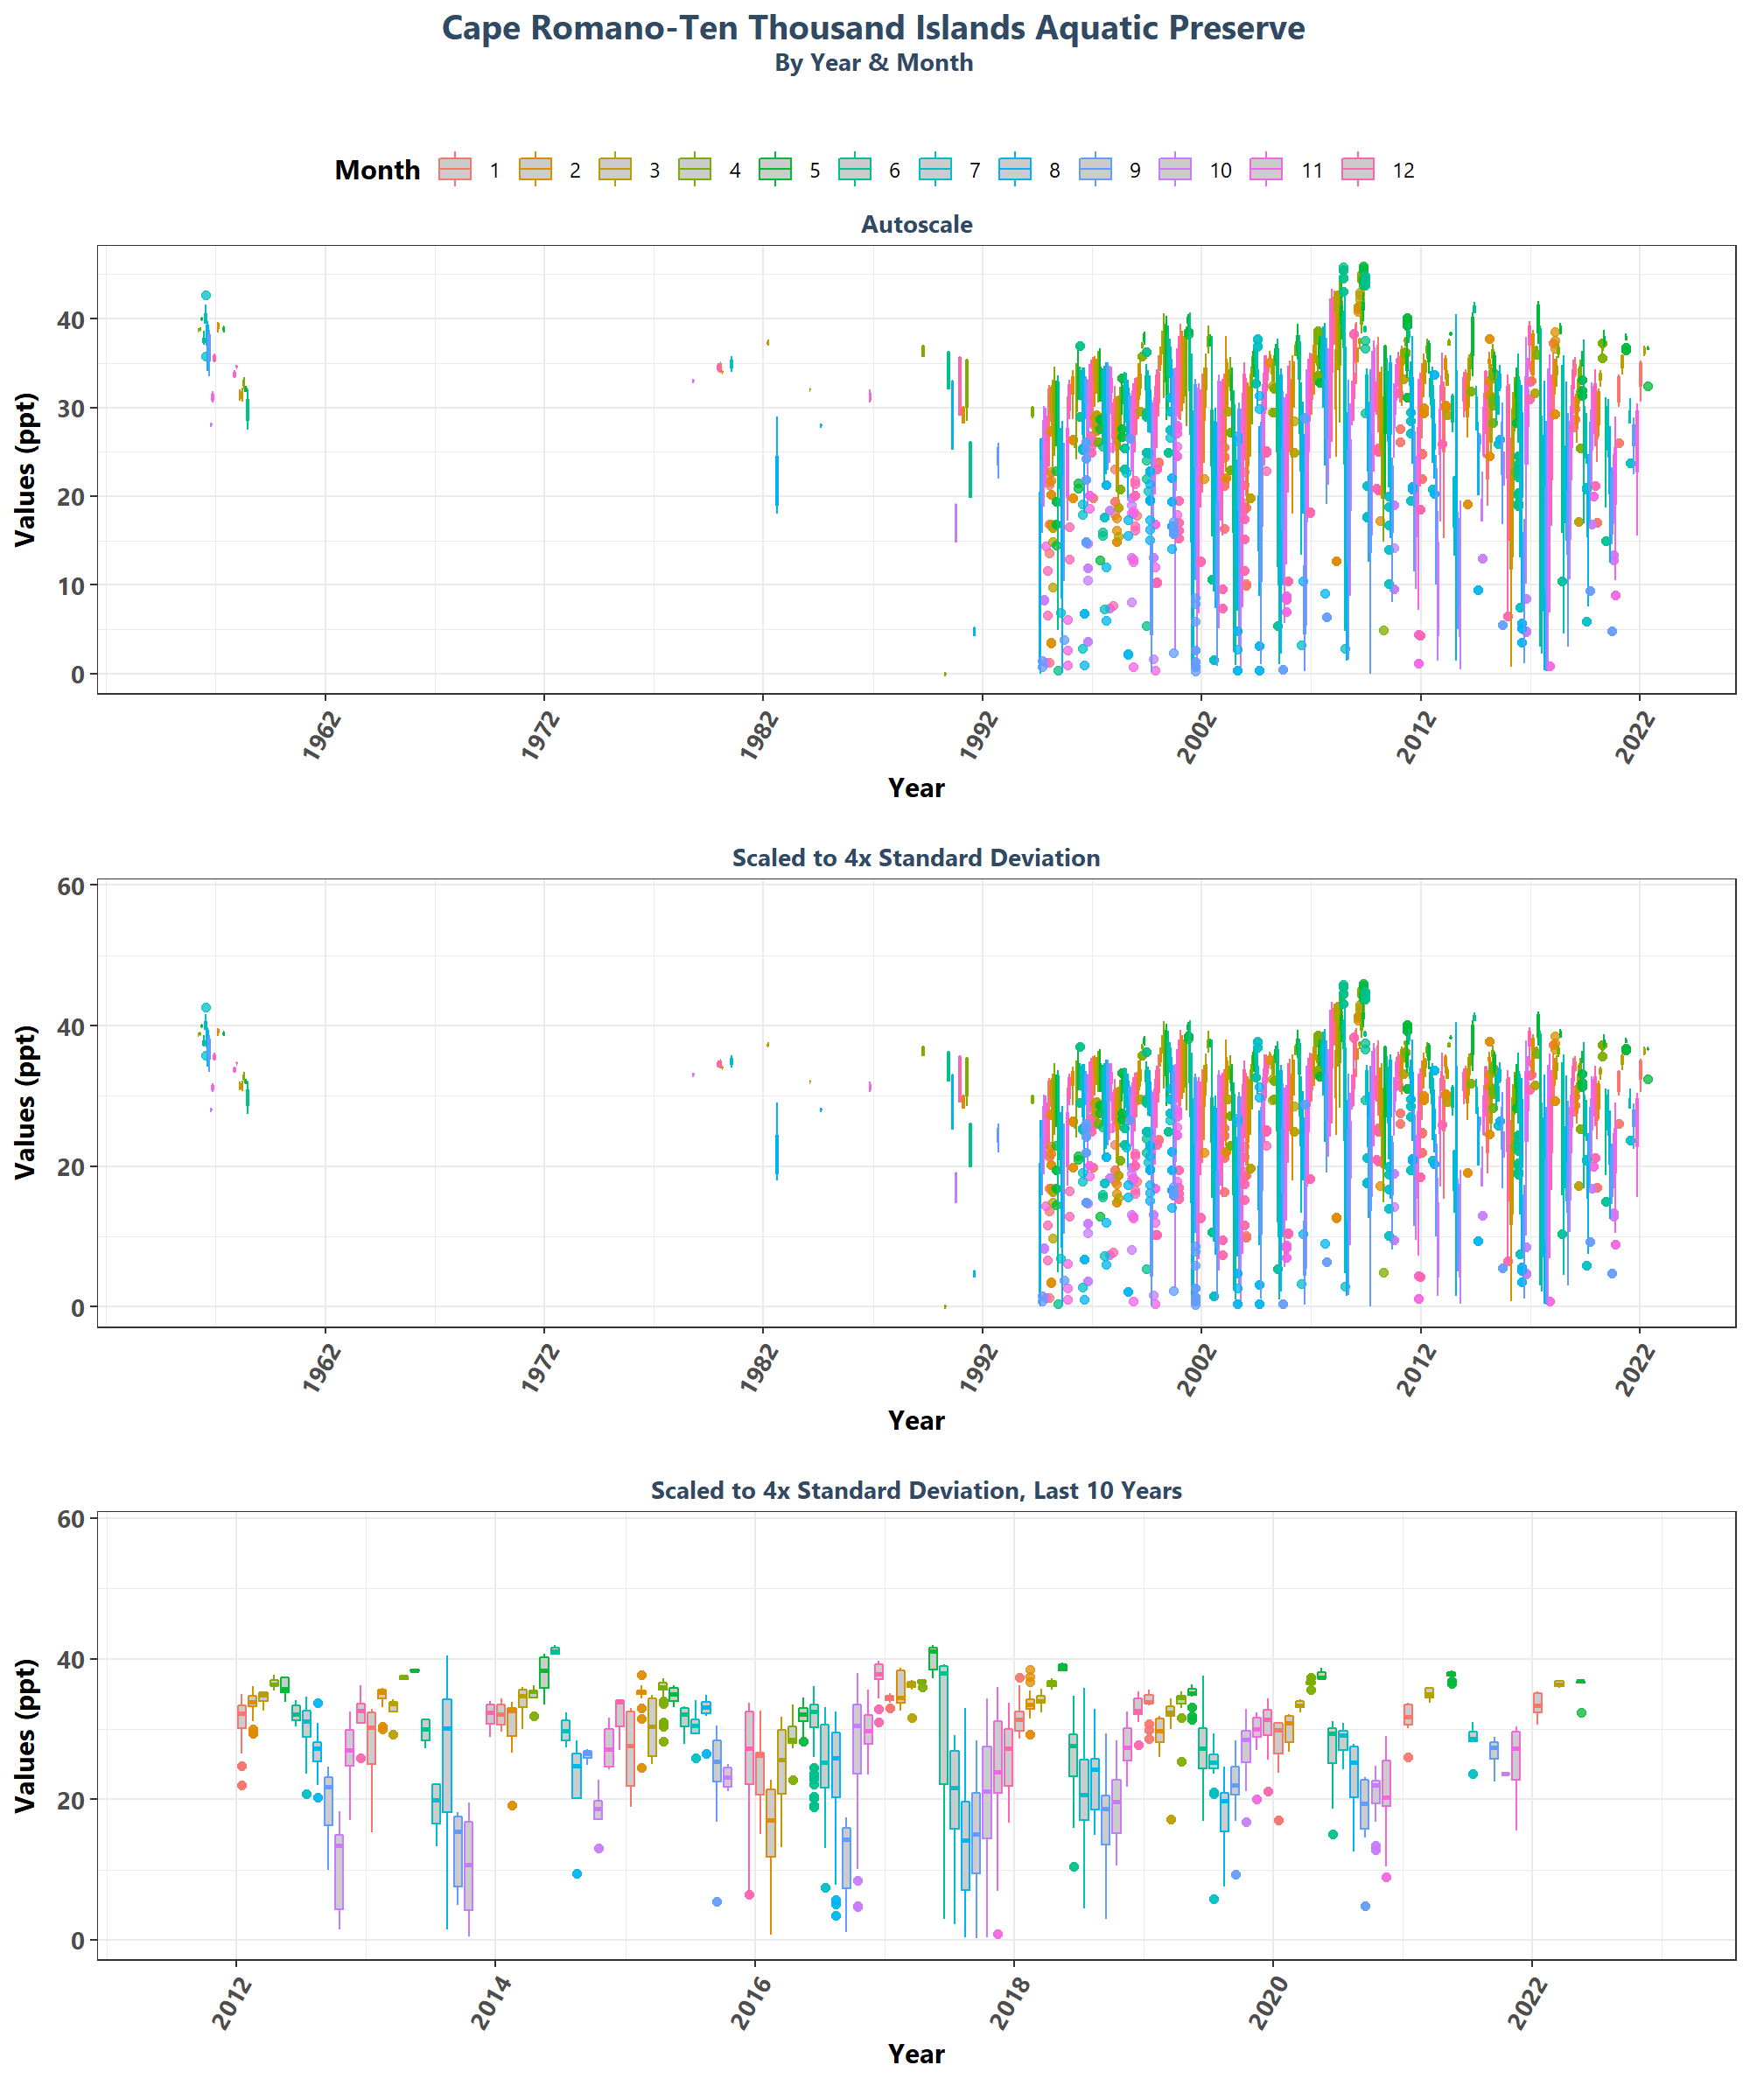 Cape Romano-Ten Thousand Islands Aquatic Preserve
By Year & Month
Month 1 2 3 4 5 6 7 8 9 10 11 12
Autoscale
Values (ppt)
40
30
20
10
0
1962 1972 1982 1992 2002 2012 2022
Year
Scaled to 4x Standard Deviation
Values (ppt)
60
40
20
0
1962 1972 1982 1992 2002 2012 2022
Year
Scaled to 4x Standard Deviation, Last 10 Years
Values (ppt)
60
40
20
0
2012 2014 2016 2018 2020 2022
Year